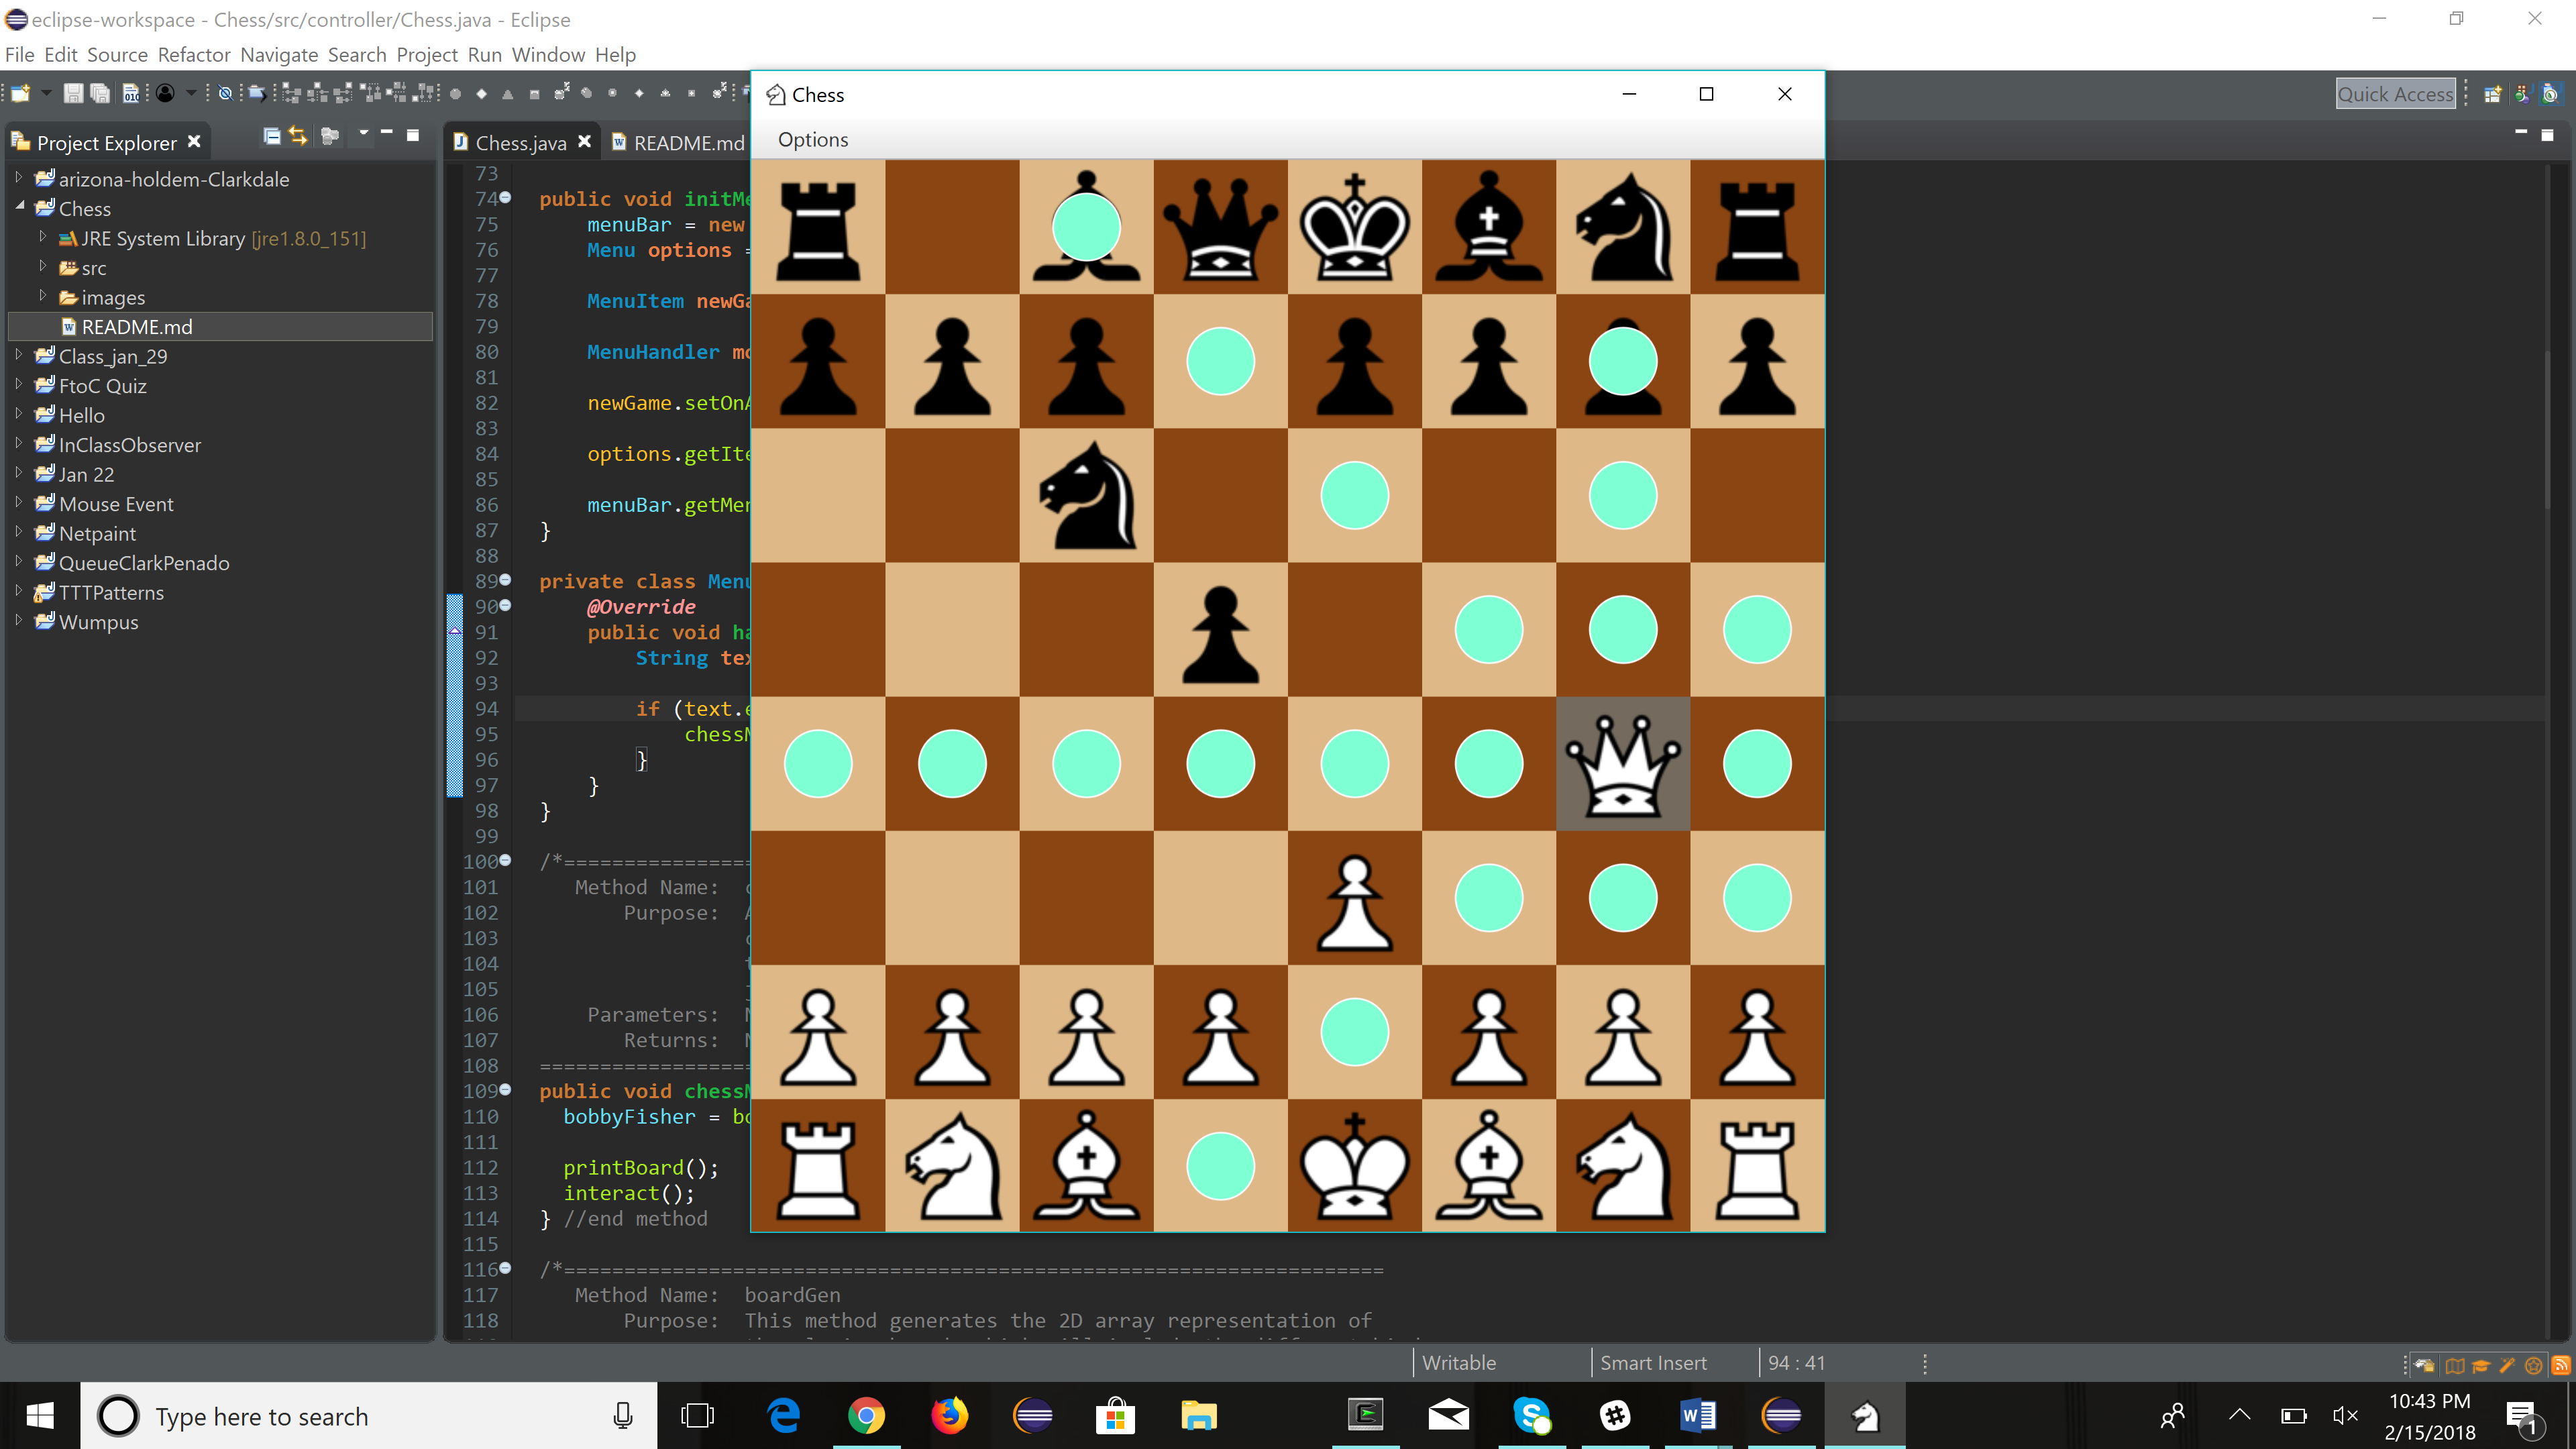 eclipse-workspace - Chess/src/controller/Chess.java - Eclipse
File Edit Source Refactor Navigate Search Project Run Window Help
Quick Access
Project Explorer
Chess.java
README.md
Chess
Options
arizona-holdem-Clarkdale
Chess
JRE System Library [jre1.8.0_151]
src
images
README.md
Class_jan_29
FtoC Quiz
Hello
InClassObserver
Jan 22
Mouse Event
Netpaint
QueueClarkPenado
TTTPatterns
Wumpus
73
74 public void initMe
75 menuBar = new
76 Menu options =
77
78 MenuItem newGa
79
80 MenuHandler mo
81
82 newGame.setOnA
83
84 options.getIte
85
86 menuBar.getMen
87 }
88
89 private class Menu
90 @Override
91 public void ha
92 String tex
93
94 if (text.e
95 chessM
96 }
97 }
98 }
99
100 /*================
101 Method Name:
102 Purpose: A
103
104
105
106 Parameters: N
107 Returns: N
108 =================
109 public void chessM
110 bobbyFisher = bo
111
112 printBoard();
113 interact();
114 } //end method
115
116 /*====================================================================
117 Method Name: boardGen
118 Purpose: This method generates the 2D array representation of
Writable
Smart Insert
94 : 41
Type here to search
10:43 PM
2/15/2018
1